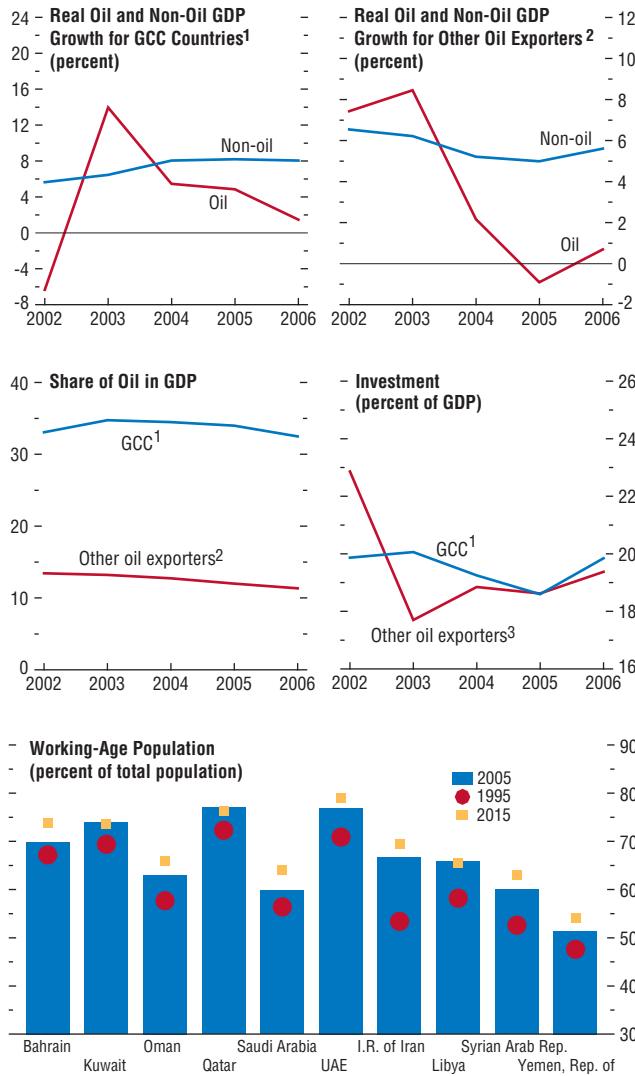 Real Oil and Non-Oil GDP
Growth for GCC Countries1
(percent)
24
20
16
12
8
4
0
-4
-8
Non-oil
Oil
2002 2003 2004 2005 2006
Real Oil and Non-Oil GDP
Growth for Other Oil Exporters 2
(percent)
12
10
8
6
4
2
0
-2
Non-oil
Oil
2002 2003 2004 2005 2006
Share of Oil in GDP
40
30
20
10
0
GCC1
Other oil exporters2
2002 2003 2004 2005 2006
Investment
(percent of GDP)
26
24
22
20
18
16
GCC1
Other oil exporters3
2002 2003 2004 2005 2006
Working-Age Population
(percent of total population)
2005
1995
2015
90
80
70
60
50
40
30
Bahrain Oman Saudi Arabia I.R. of Iran Syrian Arab Rep.
Kuwait Qatar UAE Libya Yemen, Rep. of